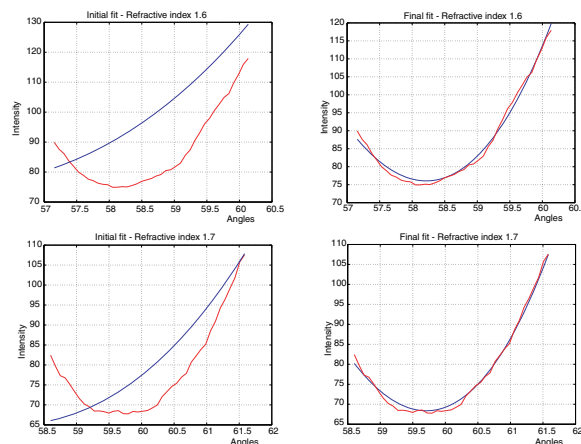 Initial fit - Refractive index 1.6
130
120
110
100
90
80
70
Intensity
57 57.5 58 58.5 59 59.5 60 60.5
Angles
Final fit - Refractive index 1.6
120
115
110
105
100
95
90
85
80
75
70
Intensity
57 57.5 58 58.5 59 59.5 60 60.
Angles
Initial fit - Refractive index 1.7
110
105
100
95
90
85
80
75
70
65
Intensity
58.5 59 59.5 60 60.5 61 61.5 62
Angles
Final fit - Refractive index 1.7
110
105
100
95
90
85
80
75
70
65
Intensity
58.5 59 59.5 60 60.5 61 61.5 62
Angles